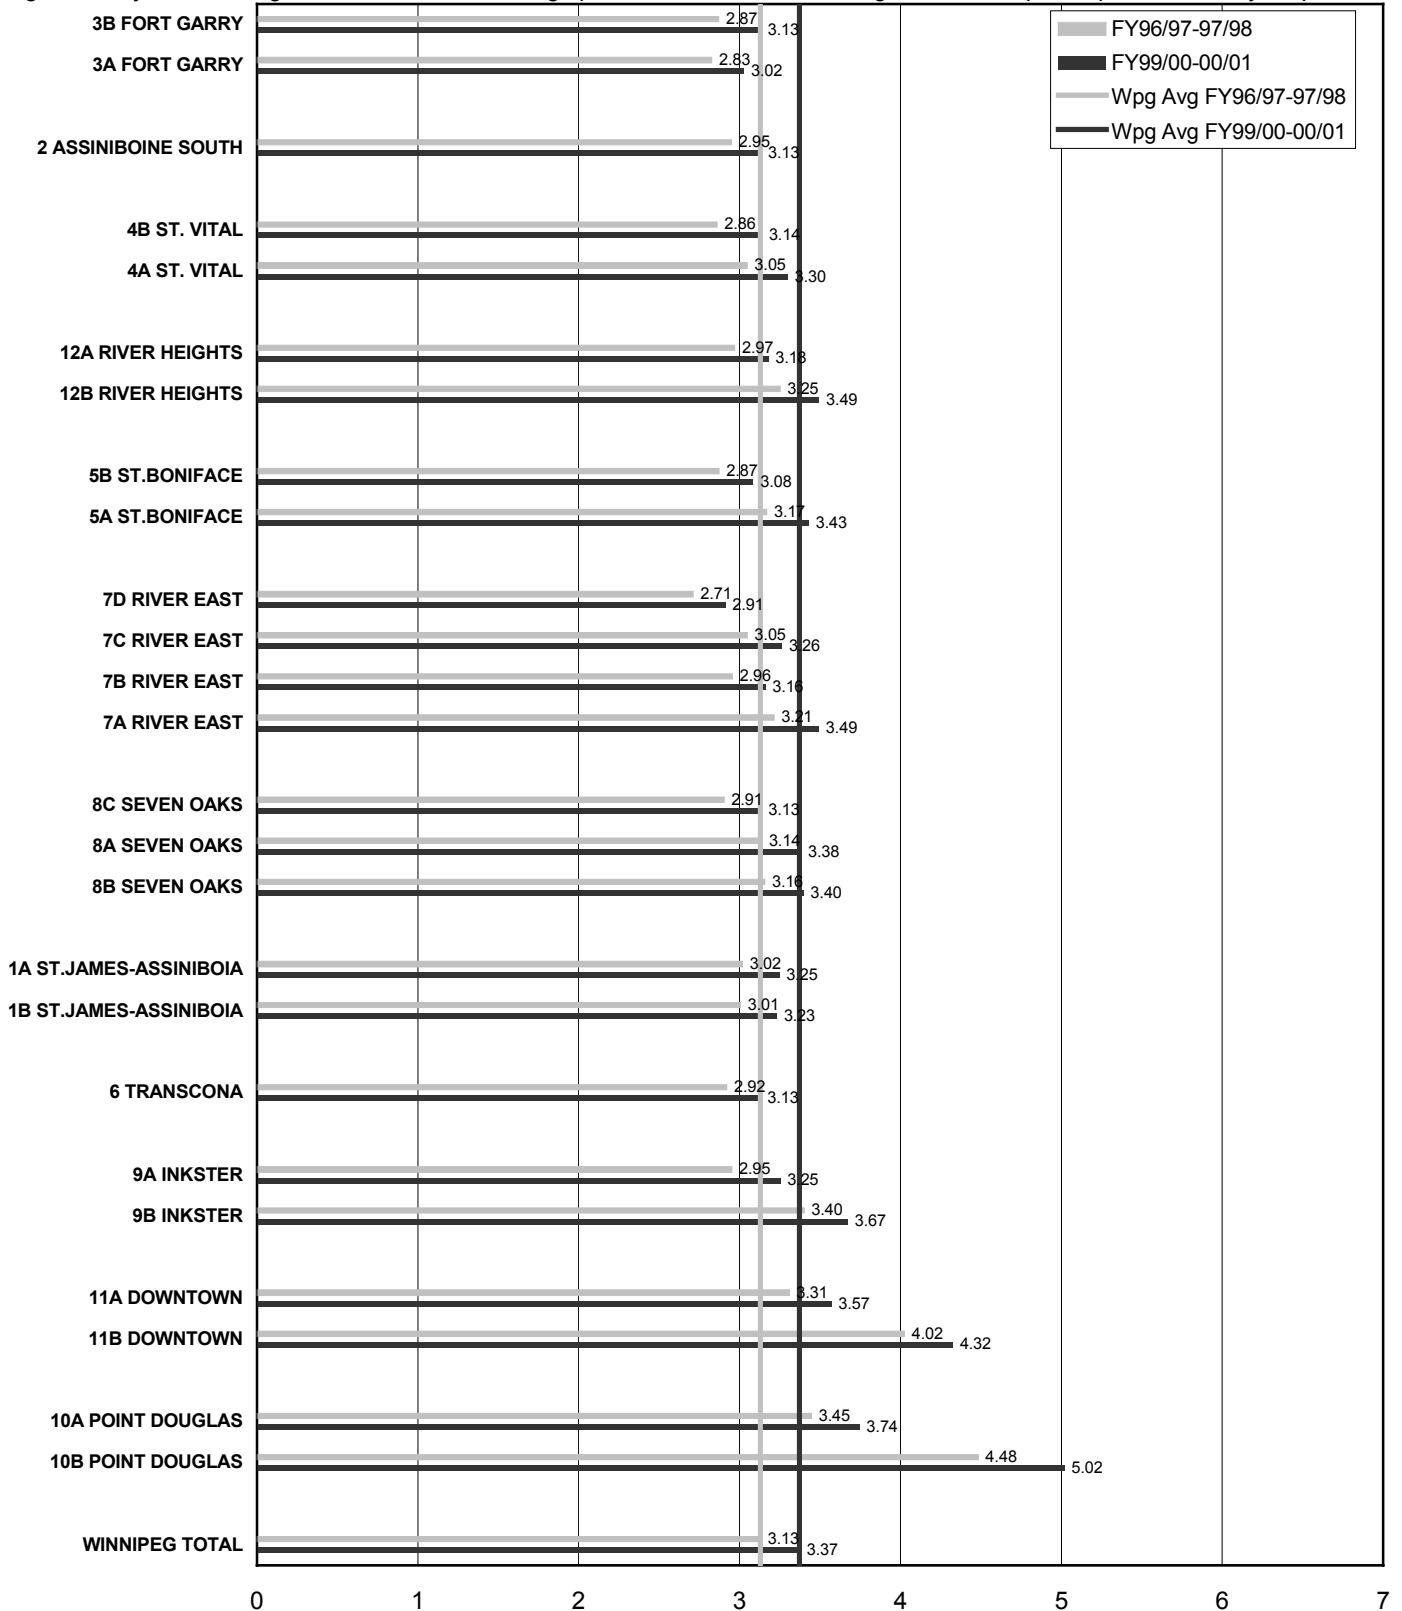 FY96/97-97/98
FY99/00-00/01
Wpg Avg FY96/97-97/98
Wpg Avg FY99/00-00/01
3B FORT GARRY 2.87 3.13
3A FORT GARRY 2.83 3.02
2 ASSINIBOINE SOUTH 2.95 3.13
4B ST. VITAL 2.86 3.14
4A ST. VITAL 3.05 3.30
12A RIVER HEIGHTS 2.97 3.18
12B RIVER HEIGHTS 3.25 3.49
5B ST.BONIFACE 2.87 3.08
5A ST.BONIFACE 3.17 3.43
7D RIVER EAST 2.71 2.91
7C RIVER EAST 3.05 3.26
7B RIVER EAST 2.96 3.16
7A RIVER EAST 3.21 3.49
8C SEVEN OAKS 2.91 3.13
8A SEVEN OAKS 3.14 3.38
8B SEVEN OAKS 3.16 3.40
1A ST.JAMES-ASSINIBOIA 3.02 3.25
1B ST.JAMES-ASSINIBOIA 3.01 3.23
6 TRANSCONA 2.92 3.13
9A INKSTER 2.95 3.25
9B INKSTER 3.40 3.67
11A DOWNTOWN 3.31 3.57
11B DOWNTOWN 4.02 4.32
10A POINT DOUGLAS 3.45 3.74
10B POINT DOUGLAS 4.48 5.02
WINNIPEG TOTAL 3.13 3.37
0 1 2 3 4 5 6 7